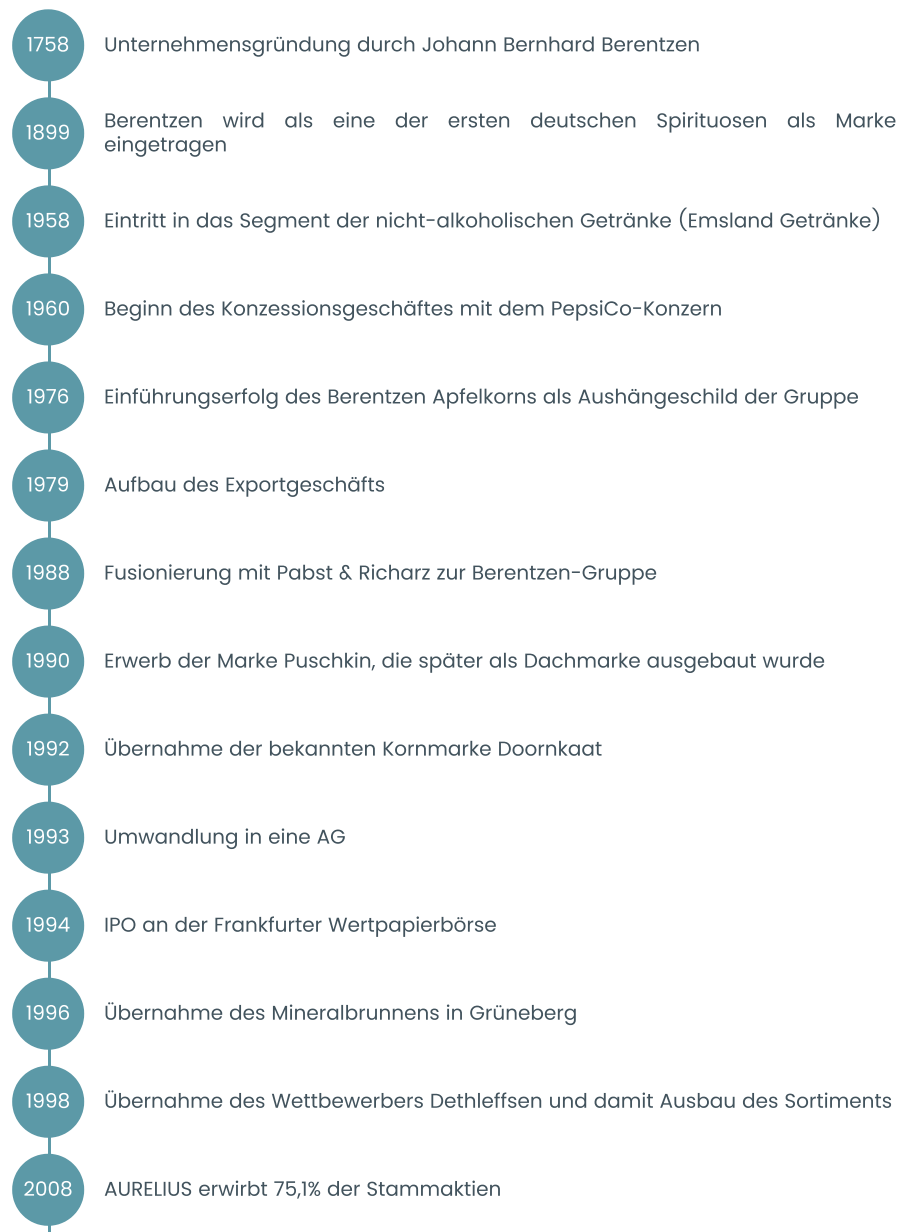 1758
Unternehmensgründung durch Johann Bernhard Berentzen
1899
Berentzen wird als eine der ersten deutschen Spirituosen als Marke
eingetragen
1958
Eintritt in das Segment der nicht-alkoholischen Getränke (Emsland Getränke)
1960
Beginn des Konzessionsgeschäftes mit dem PepsiCo-Konzern
1976
Einführungserfolg des Berentzen Apfelkorns als Aushängeschild der Gruppe
1979
Aufbau des Exportgeschäfts
1988
Fusionierung mit Pabst & Richarz zur Berentzen-Gruppe
1990
Erwerb der Marke Puschkin, die später als Dachmarke ausgebaut wurde
1992
Übernahme der bekannten Kornmarke Doornkaat
1993
Umwandlung in eine AG
1994
IPO an der Frankfurter Wertpapierbörse
1996
Übernahme des Mineralbrunnens in Grüneberg
1998
Übernahme des Wettbewerbers Dethleffsen und damit Ausbau des Sortiments
2008
AURELIUS erwirbt 75,1% der Stammaktien